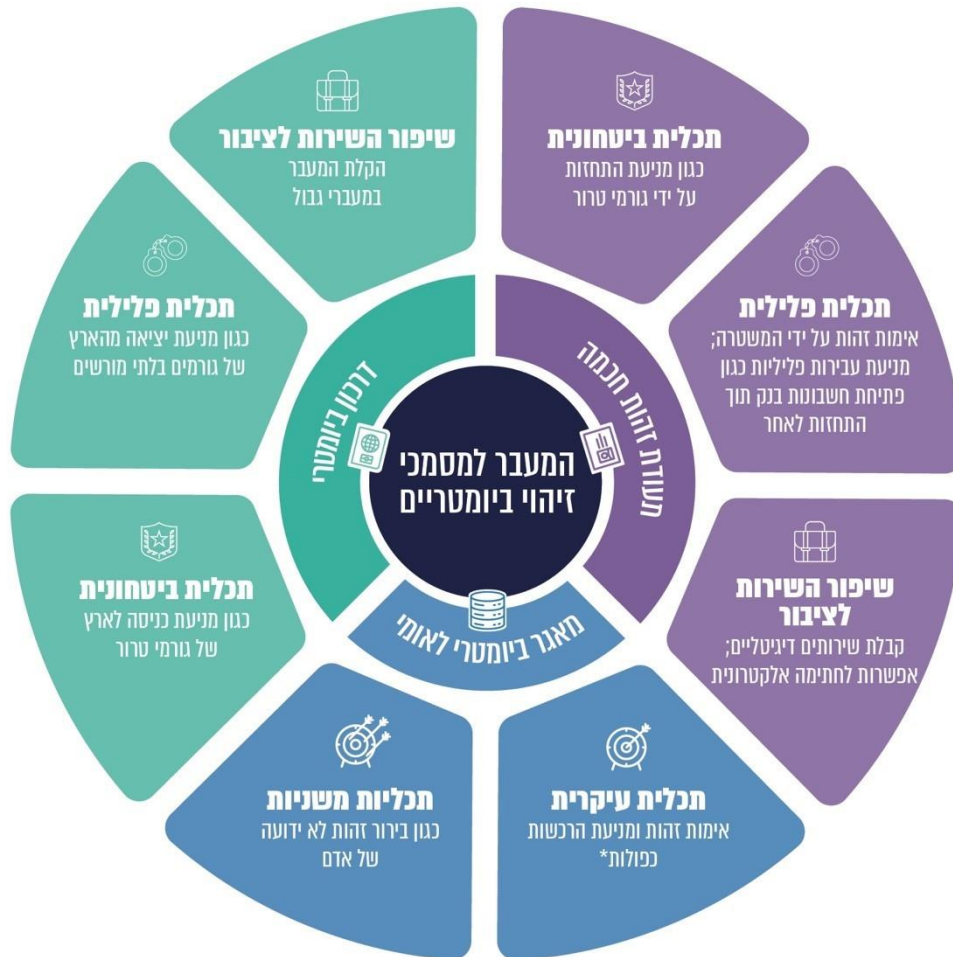 המעבר למסמכי
זיהוי ביומטריים
תעודת זהות חכמה
תכלית ביטחונית
כגון מניעת התחזות
על ידי גורמי טרור
תכלית פלילית
אימות זהות על ידי המשטרה;
מניעת עבירות פליליות כגון
פתיחת חשבונות בנק תוך
התחזות לאחר
שיפור השירות
לציבור
קבלת שירותים דיגיטליים;
אפשרות לחתימה אלקטרונית
מאגר ביומטרי לאומי
תכלית עיקרית
אימות זהות ומניעת הרכשות
כפולות*
תכליות משניות
כגון בירור זהות לא ידועה
של אדם
דרכון ביומטרי
תכלית ביטחונית
כגון מניעת כניסה לארץ
של גורמי טרור
תכלית פלילית
כגון מניעת יציאה מהארץ
של גורמים בלתי מורשים
שיפור השירות לציבור
הקלת המעבר
במעברי גבול